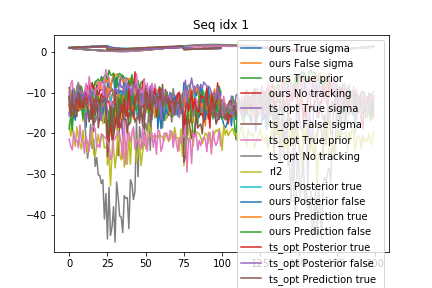 Seq idx 1
0
−10
−20
−30
−40
0
25
50
75
100
ours True sigma
ours False sigma
ours True prior
ours No tracking
ts_opt True sigma
ts_opt False sigma
ts_opt True prior
ts_opt No tracking
rl2
ours Posterior true
ours Posterior false
ours Prediction true
ours Prediction false
ts_opt Posterior true
ts_opt Posterior false
ts_opt Prediction true